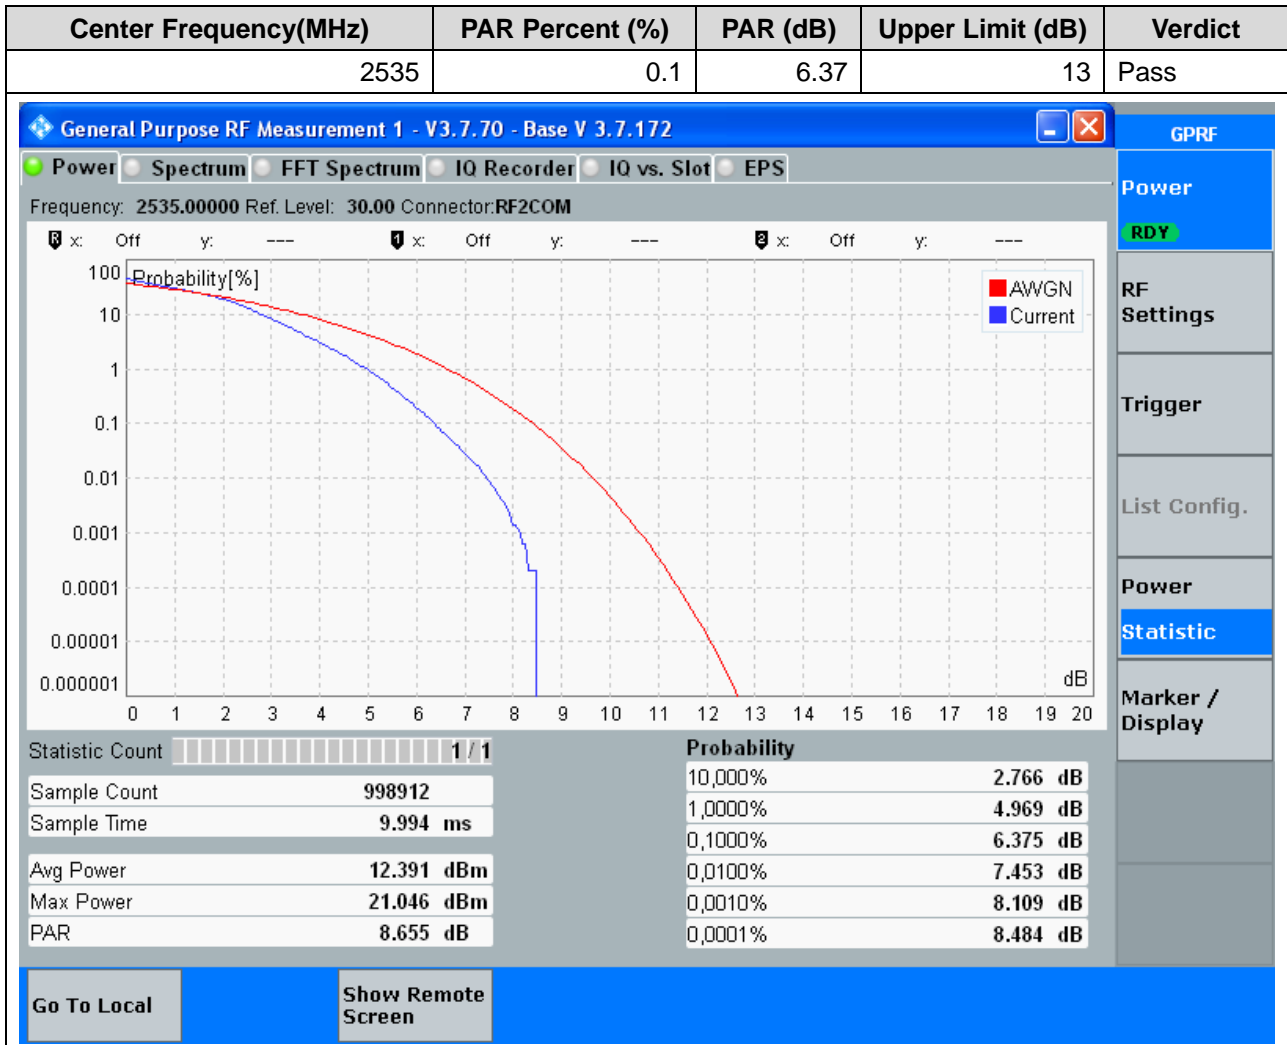 Center Frequency(MHz) PAR Percent (%) PAR (dB) Upper Limit (dB) Verdict
2535 0.1 6.37 13 Pass
General Purpose RF Measurement 1 - V3.7.70 - Base V 3.7.172
GPRF
Power Spectrum FFT Spectrum IQ Recorder IQ vs. Slot EPS
Power
RDY
Frequency: 2535.00000 Ref. Level: 30.00 Connector:RF2COM
R x: Off y: --- 1 x: Off y: --- 2 x: Off y: ---
Probability[%]
AWGN
Current
100
10
1
0.1
0.01
0.001
0.0001
0.00001
0.000001
dB
0 1 2 3 4 5 6 7 8 9 10 11 12 13 14 15 16 17 18 19 20
RF
Settings
Trigger
List Config.
Power
Statistic
Marker /
Display
Statistic Count 1 / 1
Sample Count 998912
Sample Time 9.994 ms
Avg Power 12.391 dBm
Max Power 21.046 dBm
PAR 8.655 dB
Probability
10,000% 2.766 dB
1,0000% 4.969 dB
0,1000% 6.375 dB
0,0100% 7.453 dB
0,0010% 8.109 dB
0,0001% 8.484 dB
Go To Local
Show Remote
Screen